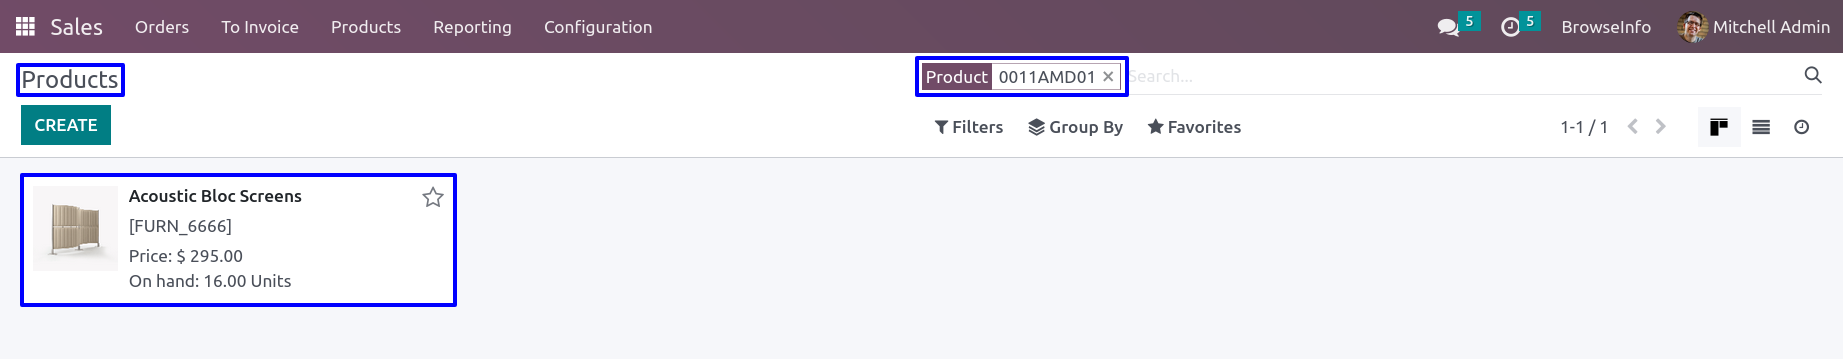 Sales Orders To Invoice Products Reporting Configuration 5 5 BrowseInfo Mitchell Admin
Products
Product 0011AMD01 × Search...
CREATE
Filters Group By Favorites 1-1 / 1
Acoustic Bloc Screens
[FURN_6666]
Price: $ 295.00
On hand: 16.00 Units